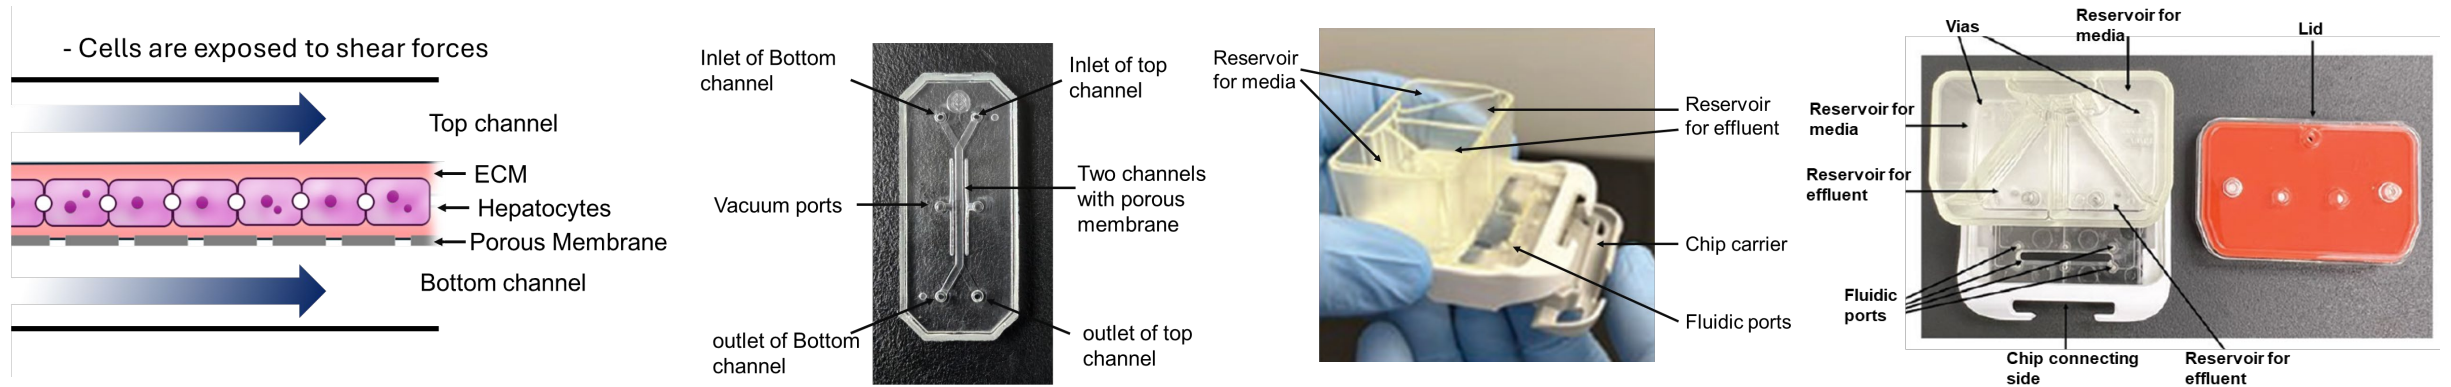 - Cells are exposed to shear forces
Top channel
ECM
Hepatocytes
Porous Membrane
Bottom channel
Inlet of Bottom
channel
Inlet of top
channel
Vacuum ports
Two channels
with porous
membrane
outlet of Bottom
channel
outlet of top
channel
Reservoir
for media
Reservoir
for effluent
Chip carrier
Fluidic ports
Vias
Reservoir for
media
Lid
Reservoir for
media
Reservoir for
effluent
Fluidic
ports
Chip connecting
side
Reservoir for
effluent